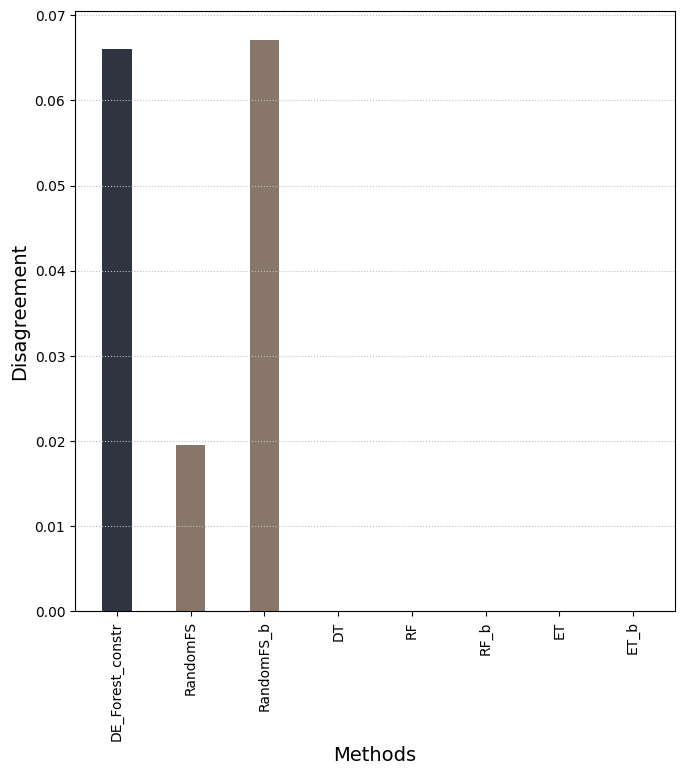 0.07
0.06
0.05
0.04
0.03
0.02
0.01
0.00
Disagreement
DE_Forest_constr
RandomFS
RandomFS_b
DT
RF
RF_b
ET
ET_b
Methods